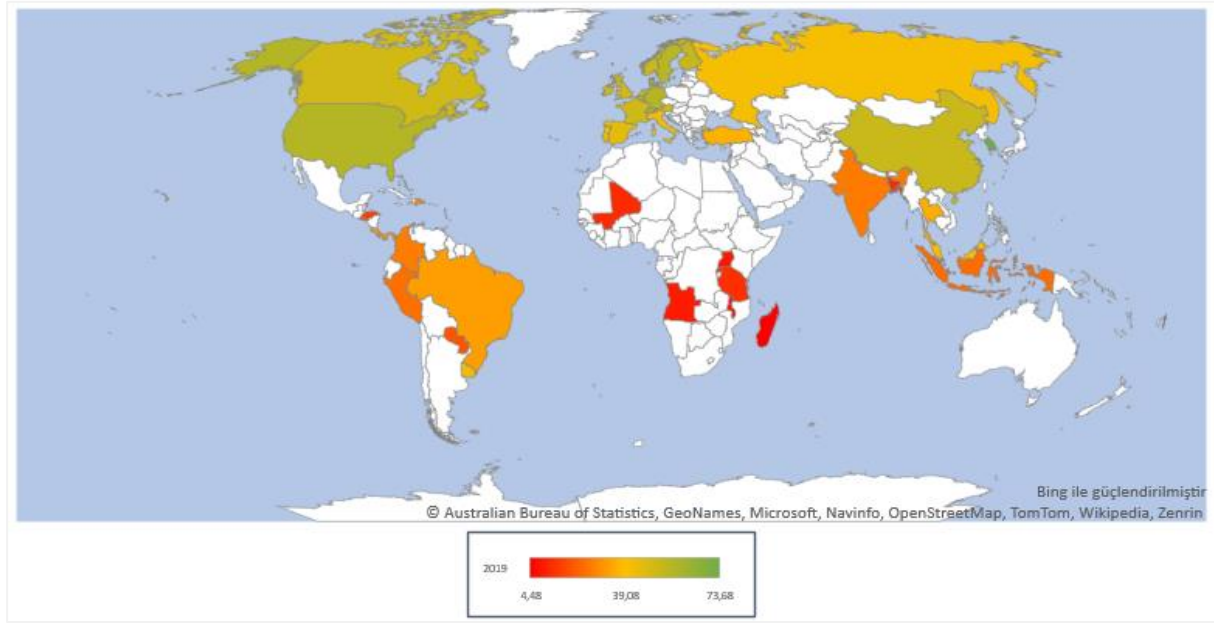 Bing ile güçlendirilmiştir
© Australian Bureau of Statistics, GeoNames, Microsoft, Navinfo, OpenStreetMap, TomTom, Wikipedia, Zenrin
2019
4,48 39,08 73,68